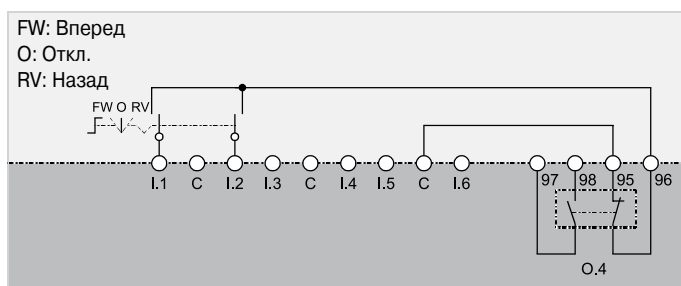 FW: Вперед
O: Откл.
RV: Назад
FW O RV
I.1 C I.2 I.3 C I.4 I.5 C I.6 97 98 95 96
O.4